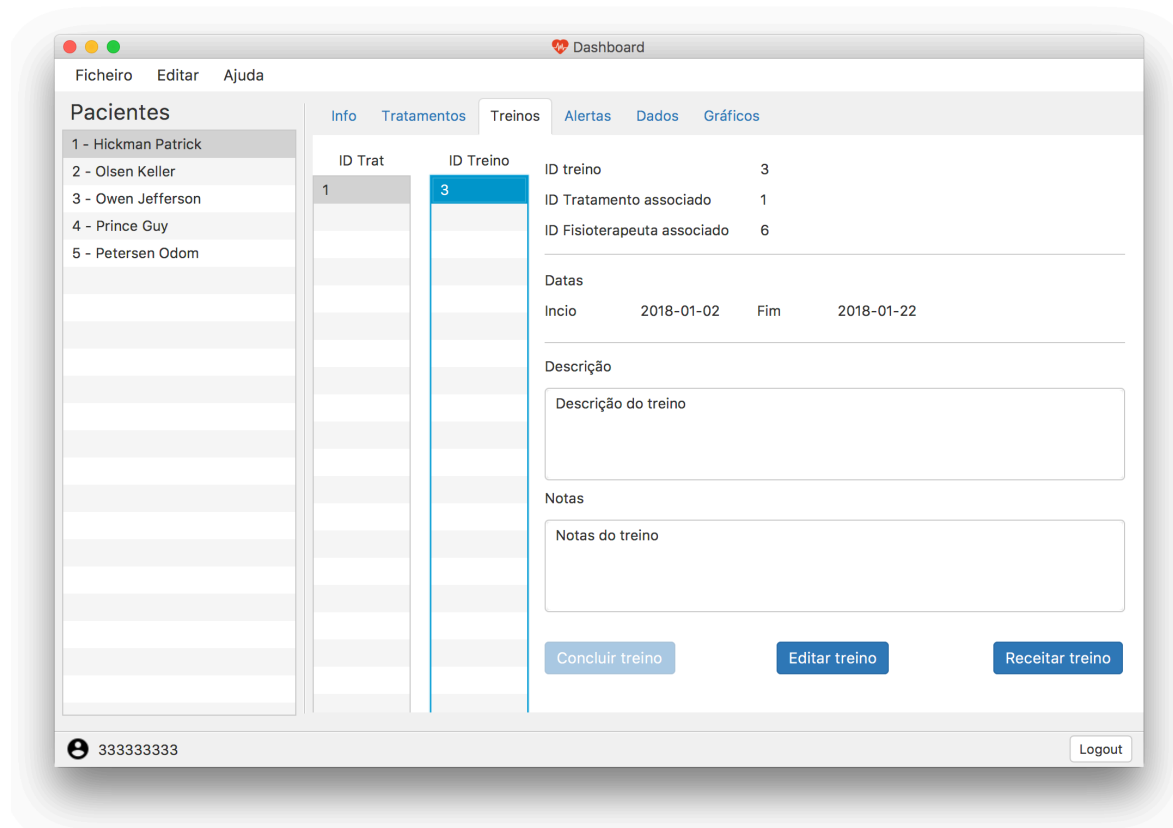 Dashboard
Ficheiro Editar Ajuda
Pacientes
1 - Hickman Patrick
2 - Olsen Keller
3 - Owen Jefferson
4 - Prince Guy
5 - Petersen Odom
Info Tratamentos Treinos Alertas Dados Gráficos
ID Trat
1
ID Treino
3
ID treino 3
ID Tratamento associado 1
ID Fisioterapeuta associado 6
Datas
Incio 2018-01-02 Fim 2018-01-22
Descrição
Descrição do treino
Notas
Notas do treino
Concluir treino Editar treino Receitar treino
333333333 Logout